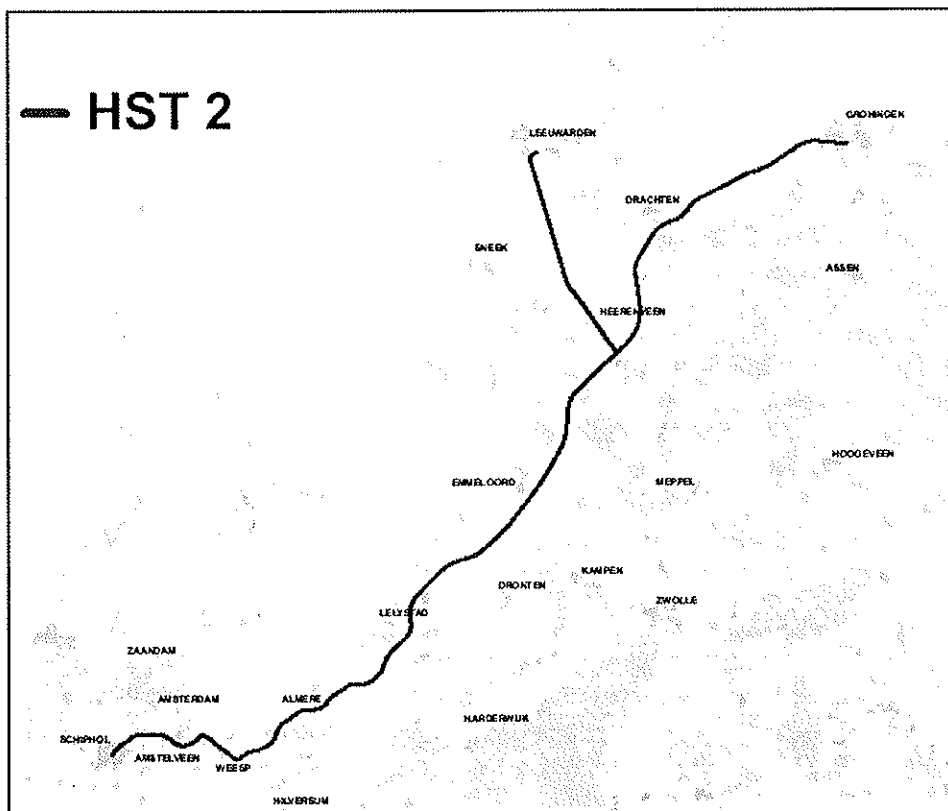 HST 2
GRONINGEN
LEEUWARDEN
DRACHTEN
SNEEK
ASSEN
HEERENVEEN
HOOGEVEEN
EMMELOORD
MEPPEL
KAMPEN
DRONTEN
ZWOLLE
LELYSTAD
ZAANDAM
AMSTERDAM
ALMERE
HARDERWIJK
SCHIPHOL
AMSTELVEEN
WEESP
HILVERSUM